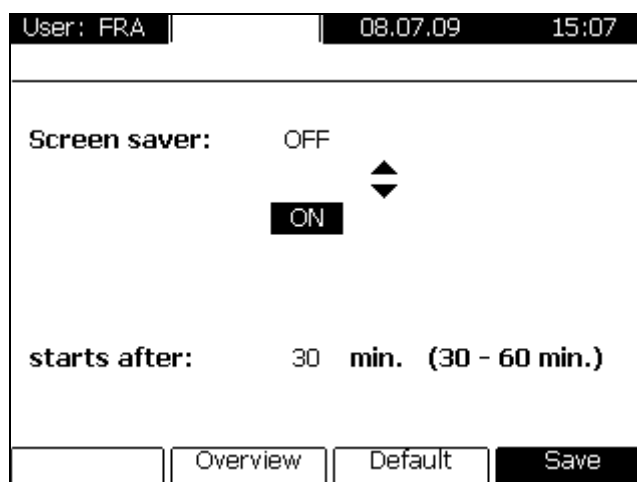 User: FRA 08.07.09 15:07
Screen saver: OFF
ON
starts after: 30 min. (30 - 60 min.)
Overview Default Save